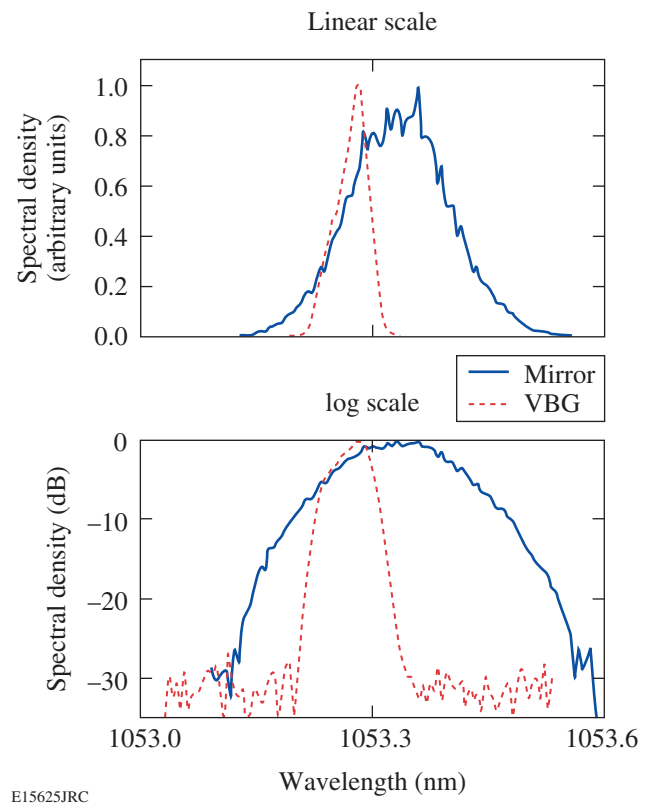 Linear scale
Spectral density
(arbitrary units)
1.0
0.8
0.6
0.4
0.2
0.0
Mirror
VBG
log scale
Spectral density (dB)
0
−10
−20
−30
1053.0
1053.3
1053.6
Wavelength (nm)
E15625JRC